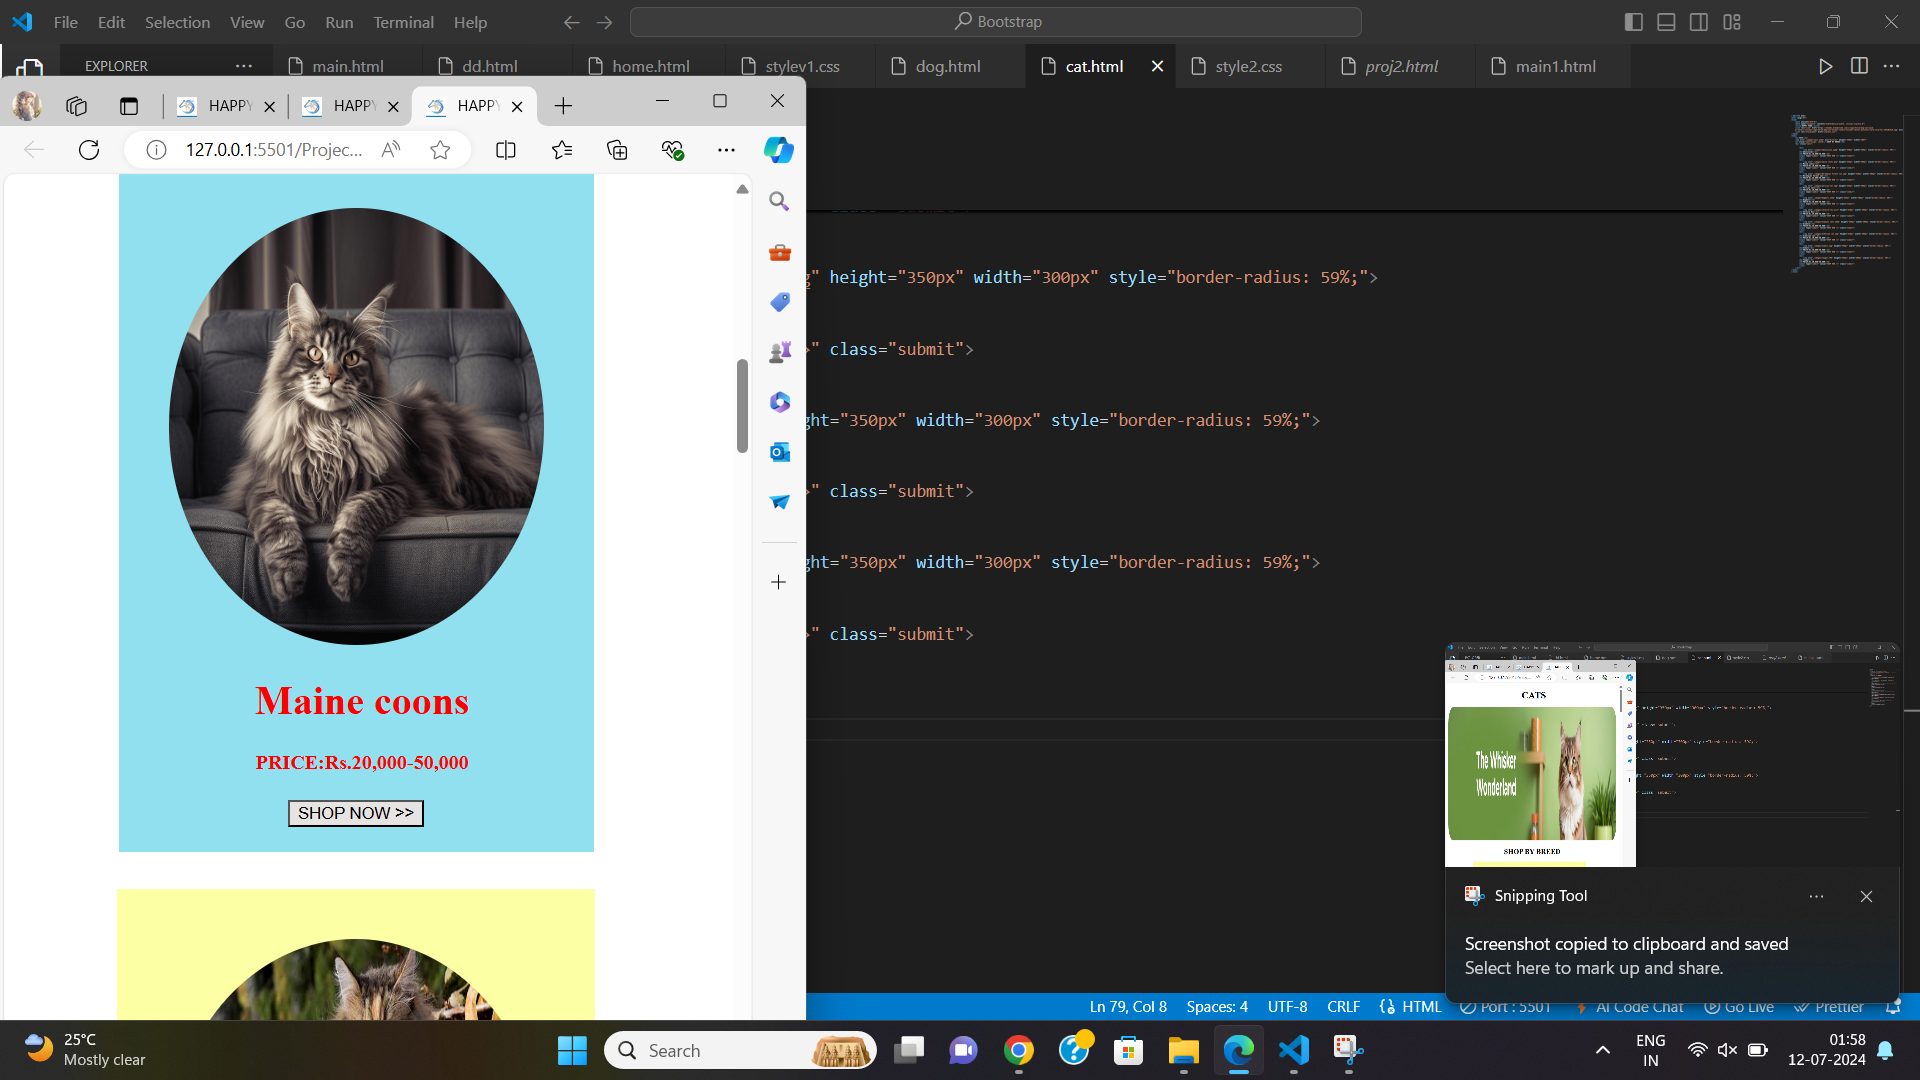 File Edit Selection View Go Run Terminal Help
Bootstrap
EXPLORER
main.html
dd.html
home.html
stylev1.css
dog.html
cat.html
style2.css
proj2.html
main1.html
HAPPY
HAPPY
HAPPY
127.0.0.1:5501/Projec...
g" height="350px" width="300px" style="border-radius: 59%;">
>" class="submit">
ght="350px" width="300px" style="border-radius: 59%;">
>" class="submit">
ght="350px" width="300px" style="border-radius: 59%;">
>" class="submit">
Maine coons
PRICE:Rs.20,000-50,000
SHOP NOW >>
CATS
The Whisker
Wonderland
SHOP BY BREED
Snipping Tool
Screenshot copied to clipboard and saved
Select here to mark up and share.
Ln 79, Col 8 Spaces: 4 UTF-8 CRLF HTML Port : 5501 AI Code Chat Go Live Prettier
25°C
Mostly clear
Search
ENG
IN
01:58
12-07-2024